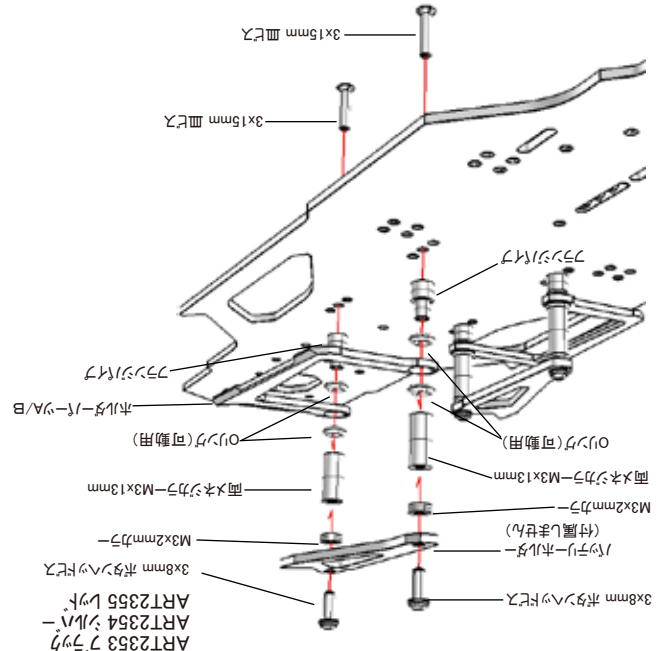 ART2353 ブラック
ART2354 シルバー
ART2355 レッド
3x8mm ボタンヘッドビス
3x8mm ボタンヘッドビス
バッテリーホルダー
(付属しません)
M3x2mmカラー
M3x2mmカラー
両メネジカラーM3x13mm
両メネジカラーM3x13mm
Oリング(可動用)
Oリング(可動用)
ホルダーパーツA/B
フランジパイプ
フランジパイプ
3x15mm 皿ビス
3x15mm 皿ビス